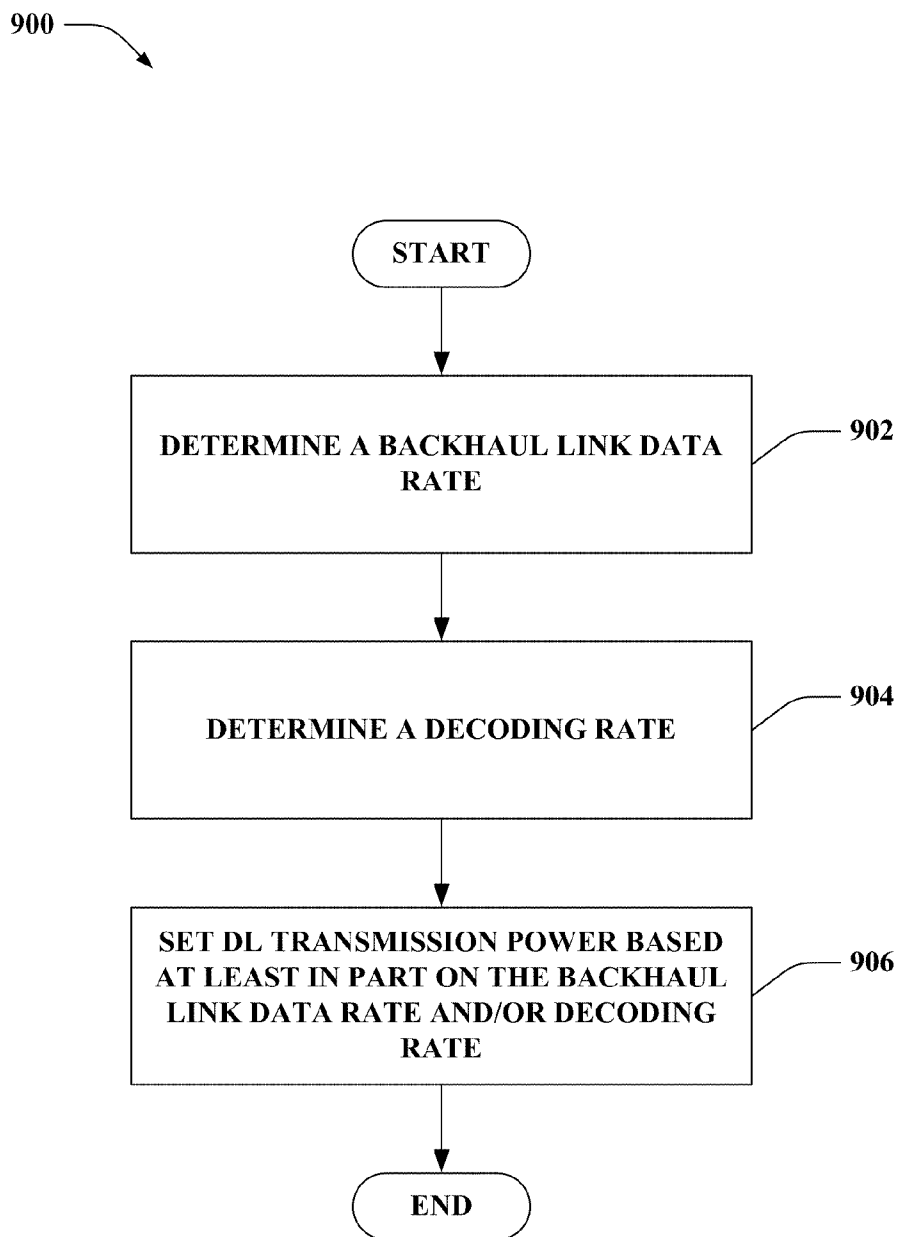 900
START
DETERMINE A BACKHAUL LINK DATA
RATE
902
DETERMINE A DECODING RATE
904
SET DL TRANSMISSION POWER BASED
AT LEAST IN PART ON THE BACKHAUL
LINK DATA RATE AND/OR DECODING
RATE
906
END